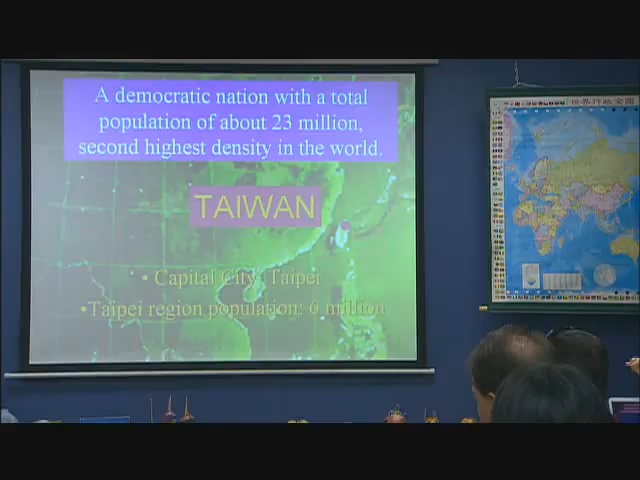 A democratic nation with a total
population of about 23 million,
second highest density in the world.
TAIWAN
• Capital City: Taipei
•Taipei region population: 6 million